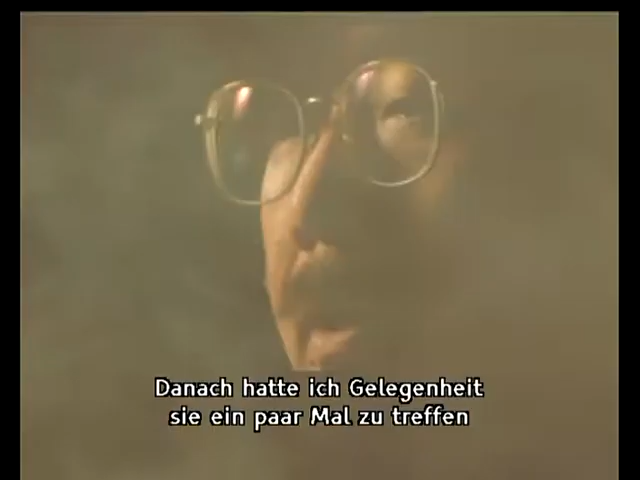 Danach hatte ich Gelegenheit
sie ein paar Mal zu treffen